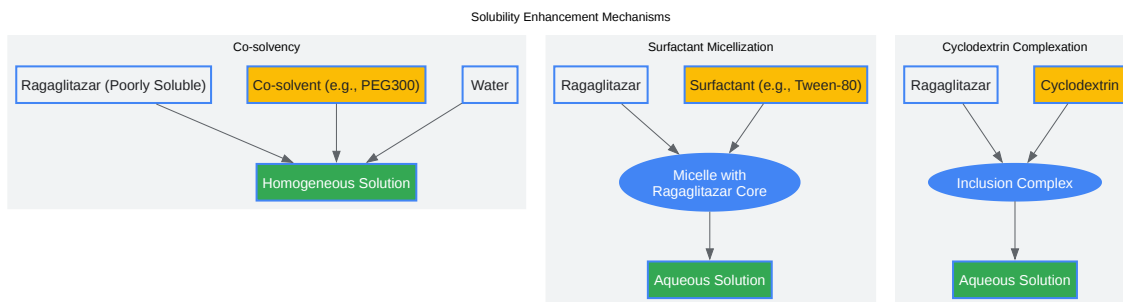 Solubility Enhancement Mechanisms
Co-solvency
Ragaglitazar (Poorly Soluble)
Co-solvent (e.g., PEG300)
Water
Homogeneous Solution
Surfactant Micellization
Ragaglitazar
Surfactant (e.g., Tween-80)
Micelle with
Ragaglitazar Core
Aqueous Solution
Cyclodextrin Complexation
Ragaglitazar
Cyclodextrin
Inclusion Complex
Aqueous Solution